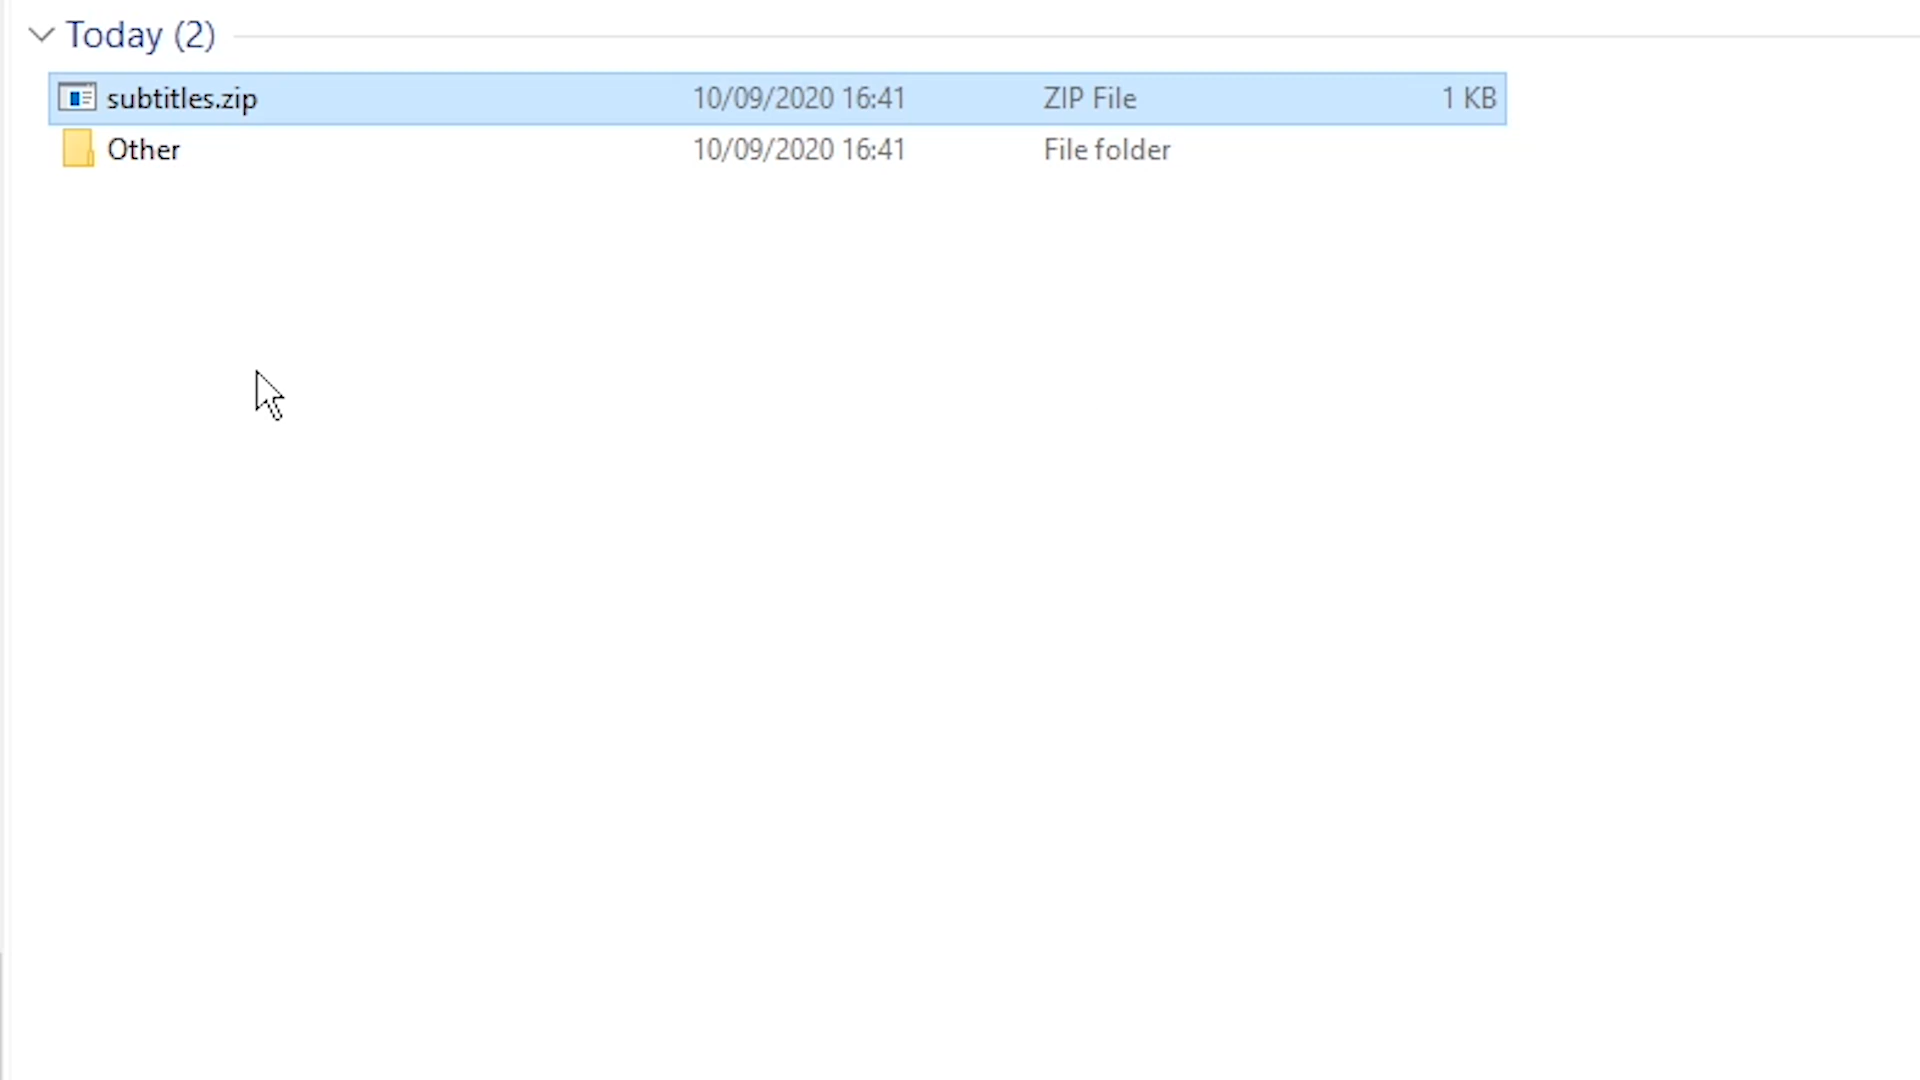 Today (2)
subtitles.zip 10/09/2020 16:41 ZIP File 1 KB
Other 10/09/2020 16:41 File folder